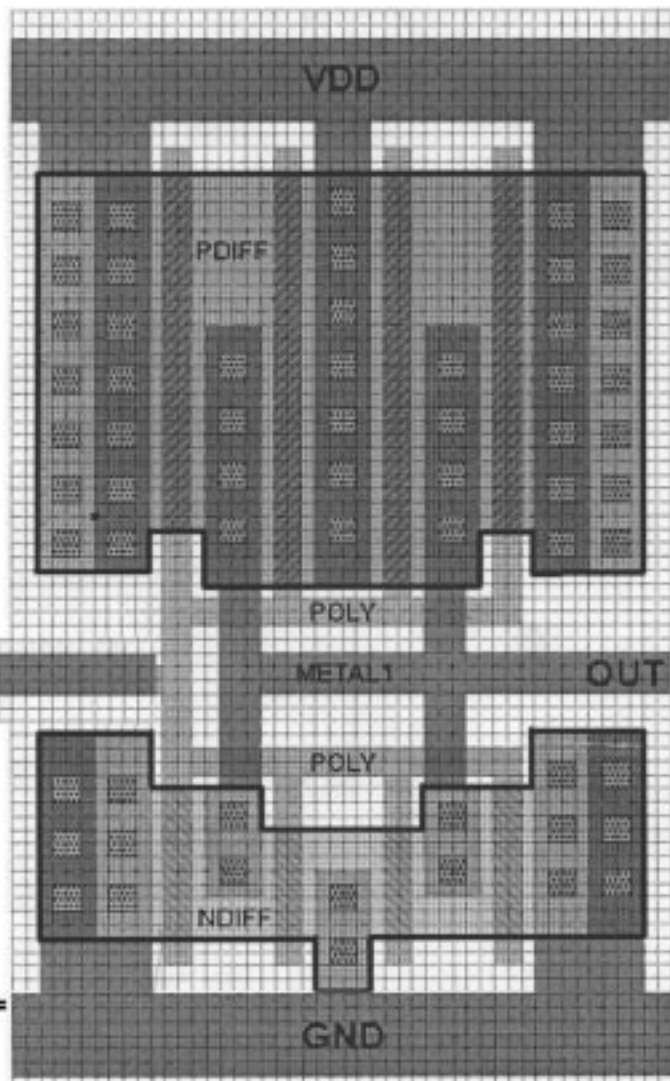 VDD
PDIFF
POLY
METAL1
OUT
POLY
NDIFF
=
GND